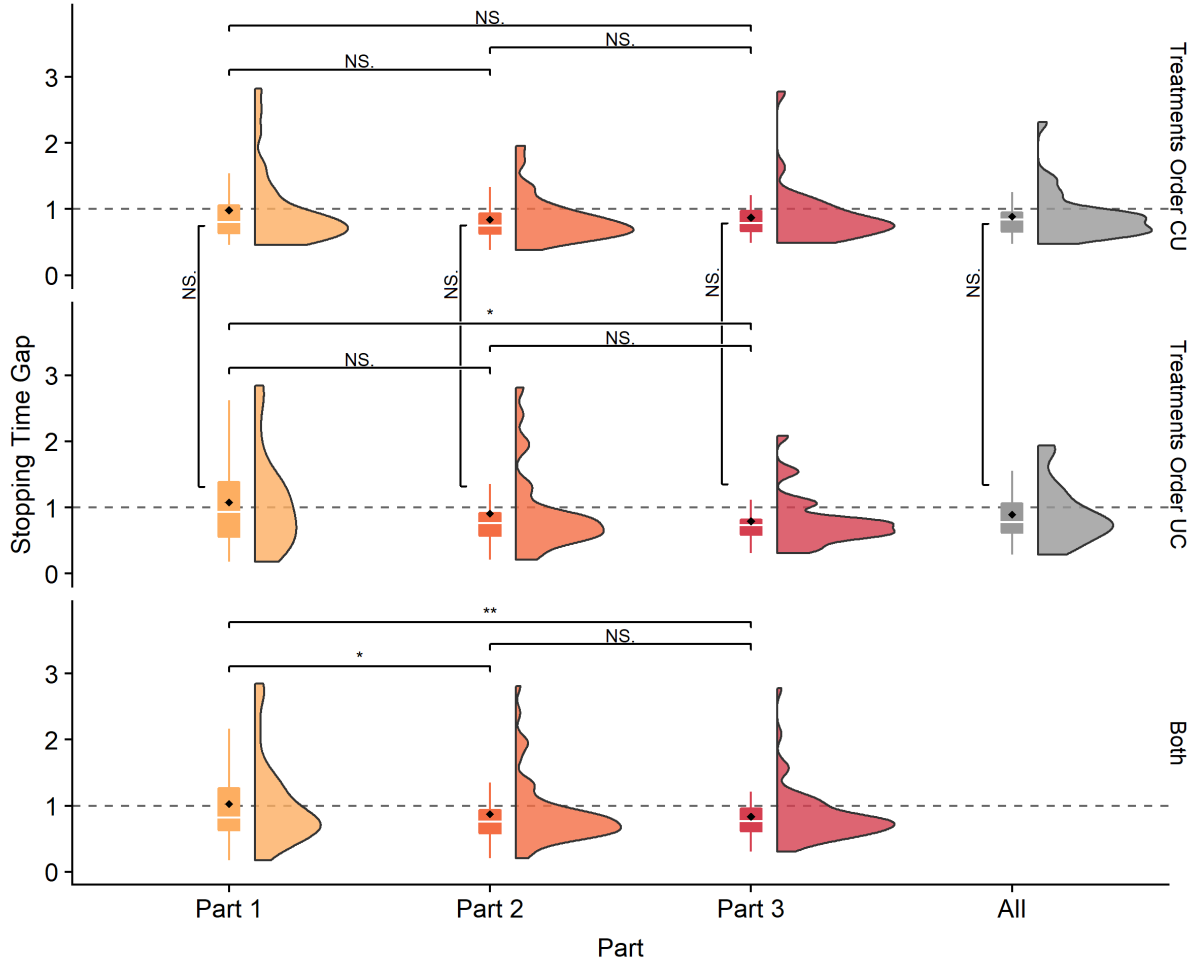 NS.
NS.
NS.
3
2
1
0
Treatments Order CU
NS.
NS.
NS.
NS.
*
NS.
NS.
3
2
1
0
Treatments Order UC
Stopping Time Gap
**
NS.
*
3
2
1
0
Both
Part 1
Part 2
Part 3
All
Part